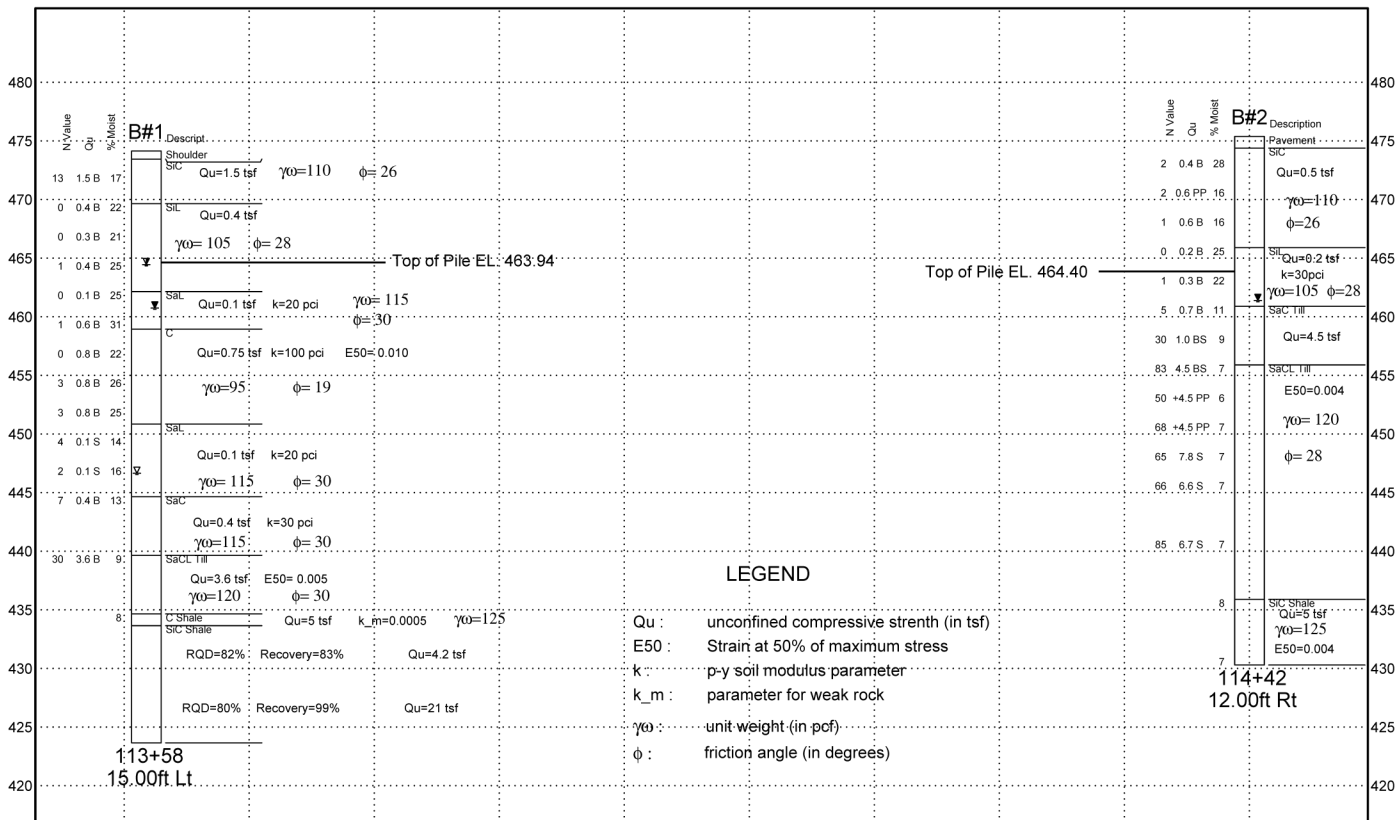 480
475
470
465
460
455
450
445
440
435
430
425
420
N Value
Qu
% Moist
B#1
Descript
Shoulder
SiC
Qu=1.5 tsf γω=110 ϕ= 26
13 1.5 B 17
0 0.4 B 22
SiL
Qu=0.4 tsf
0 0.3 B 21
γω= 105 ϕ= 28
1 0.4 B 25
Top of Pile EL. 463.94
0 0.1 B 25
SaL
Qu=0.1 tsf k=20 pci γω= 115
ϕ= 30
1 0.6 B 31
C
0 0.8 B 22
Qu=0.75 tsf k=100 pci E50= 0.010
3 0.8 B 26
γω=95 ϕ= 19
3 0.8 B 25
SaL
4 0.1 S 14
Qu=0.1 tsf k=20 pci
2 0.1 S 16
γω= 115 ϕ= 30
7 0.4 B 13
SaC
Qu=0.4 tsf k=30 pci
γω=115 ϕ= 30
30 3.6 B 9
SaCL Till
Qu=3.6 tsf E50= 0.005
γω=120 ϕ= 30
8
C Shale
Qu=5 tsf k_m=0.0005 γω=125
SiC Shale
RQD=82% Recovery=83% Qu=4.2 tsf
RQD=80% Recovery=99% Qu=21 tsf
113+58
15.00ft Lt
LEGEND
Qu : unconfined compressive strenth (in tsf)
E50 : Strain at 50% of maximum stress
k : p-y soil modulus parameter
k_m : parameter for weak rock
γω : unit weight (in pcf)
ϕ : friction angle (in degrees)
N Value
Qu
% Moist
B#2
Description
Pavement
SiC
2 0.4 B 28
Qu=0.5 tsf
2 0.6 PP 16
γω=110
1 0.6 B 16
ϕ=26
0 0.2 B 25
SiL
Qu=0.2 tsf
Top of Pile EL. 464.40
k=30pci
1 0.3 B 22
γω=105 ϕ=28
5 0.7 B 11
SaC Till
30 1.0 BS 9
Qu=4.5 tsf
83 4.5 BS 7
SaCL Till
50 +4.5 PP 6
E50=0.004
68 +4.5 PP 7
γω= 120
65 7.8 S 7
ϕ= 28
66 6.6 S 7
85 6.7 S 7
8
SiC Shale
Qu=5 tsf
γω=125
E50=0.004
7
114+42
12.00ft Rt
480
475
470
465
460
455
450
445
440
435
430
425
420